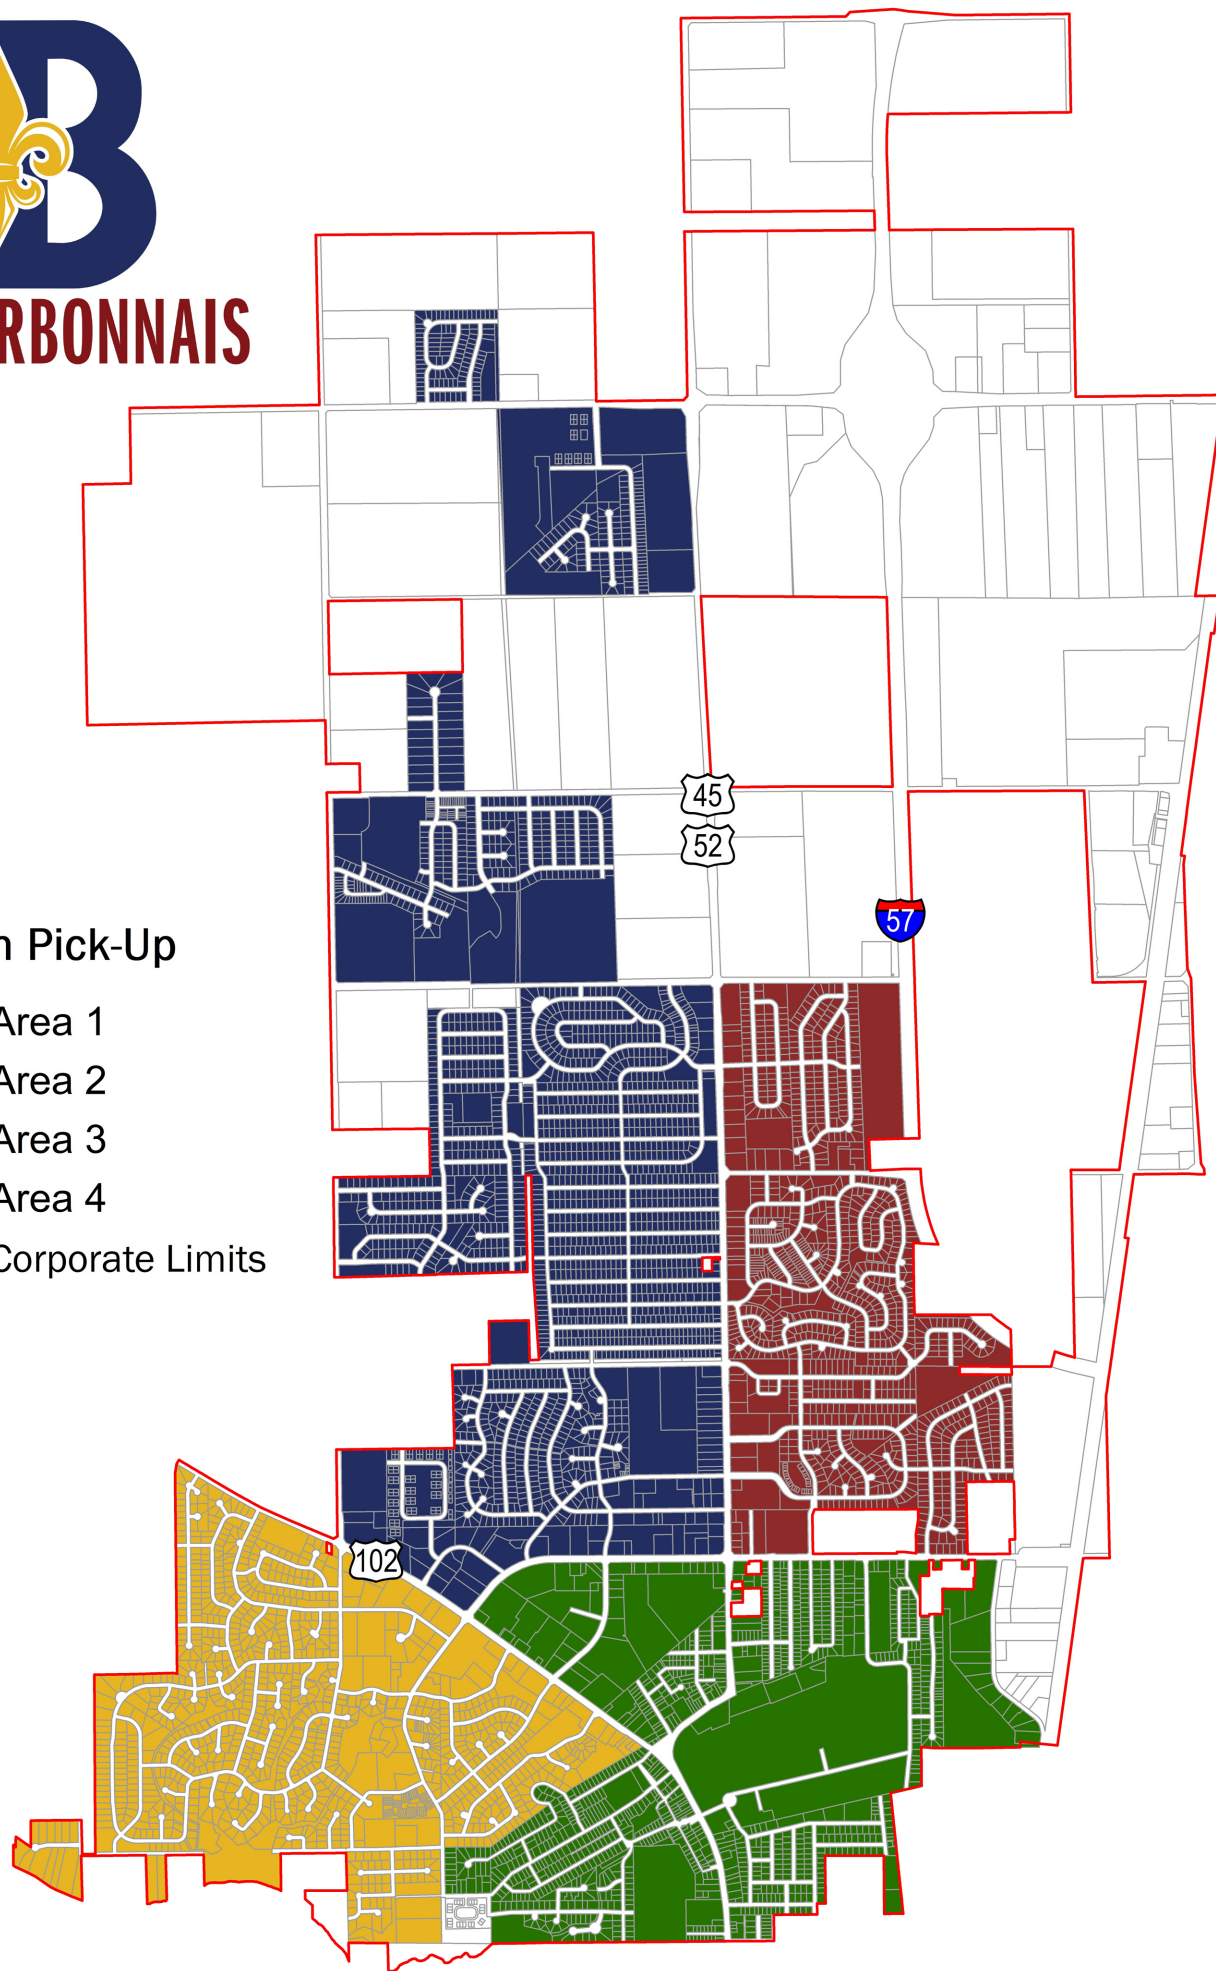 B
RBONNAIS
45
52
57
n Pick-Up
Area 1
Area 2
Area 3
Area 4
Corporate Limits
102